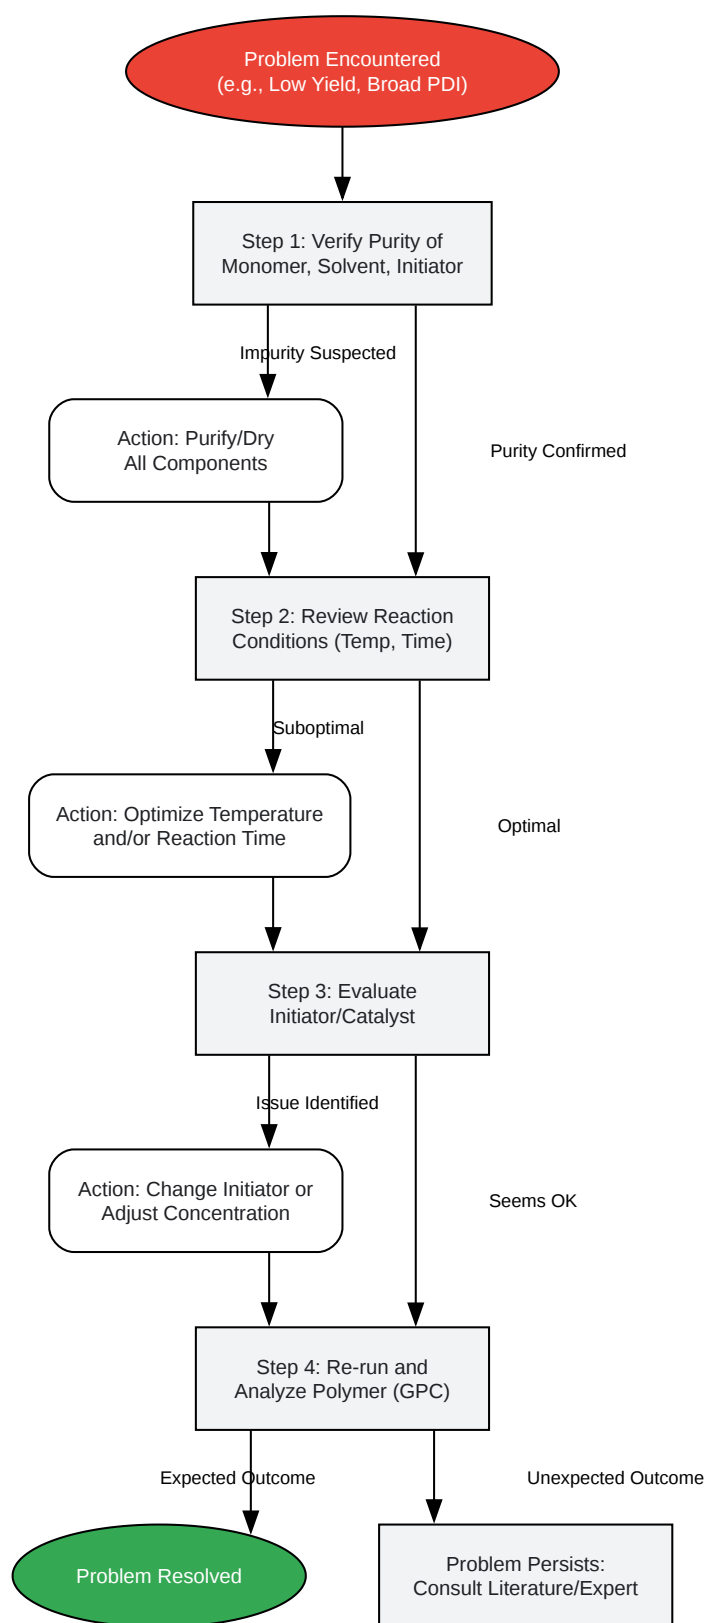 Problem Encountered
(e.g., Low Yield, Broad PDI)
Step 1: Verify Purity of
Monomer, Solvent, Initiator
Impurity Suspected
Action: Purify/Dry
All Components
Purity Confirmed
Step 2: Review Reaction
Conditions (Temp, Time)
Suboptimal
Action: Optimize Temperature
and/or Reaction Time
Optimal
Step 3: Evaluate
Initiator/Catalyst
Issue Identified
Action: Change Initiator or
Adjust Concentration
Seems OK
Step 4: Re-run and
Analyze Polymer (GPC)
Expected Outcome
Unexpected Outcome
Problem Resolved
Problem Persists:
Consult Literature/Expert